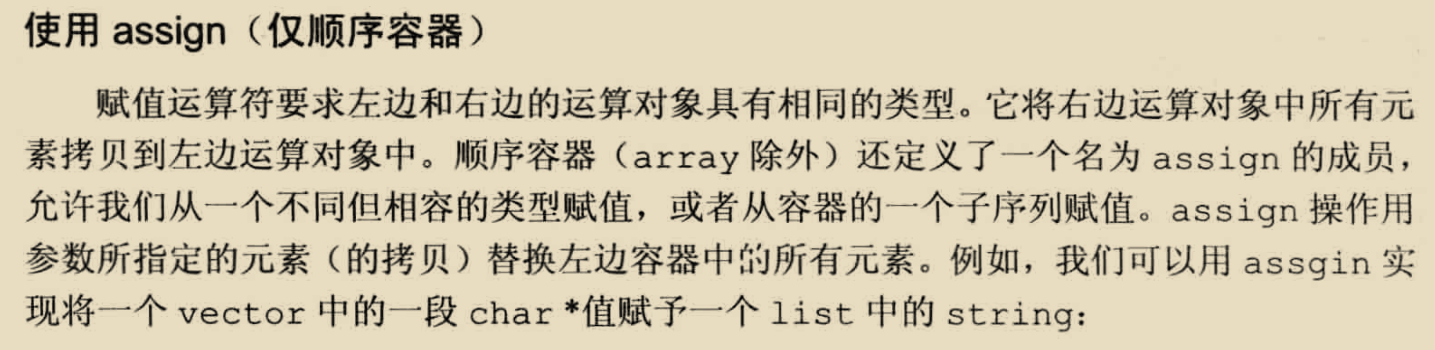 使用 assign（仅顺序容器）
赋值运算符要求左边和右边的运算对象具有相同的类型。它将右边运算对象中所有元
素拷贝到左边运算对象中。顺序容器（array 除外）还定义了一个名为 assign 的成员，
允许我们从一个不同但相容的类型赋值，或者从容器的一个子序列赋值。assign 操作用
参数所指定的元素（的拷贝）替换左边容器中的所有元素。例如，我们可以用 assgin 实
现将一个 vector 中的一段 char *值赋予一个 list 中的 string：